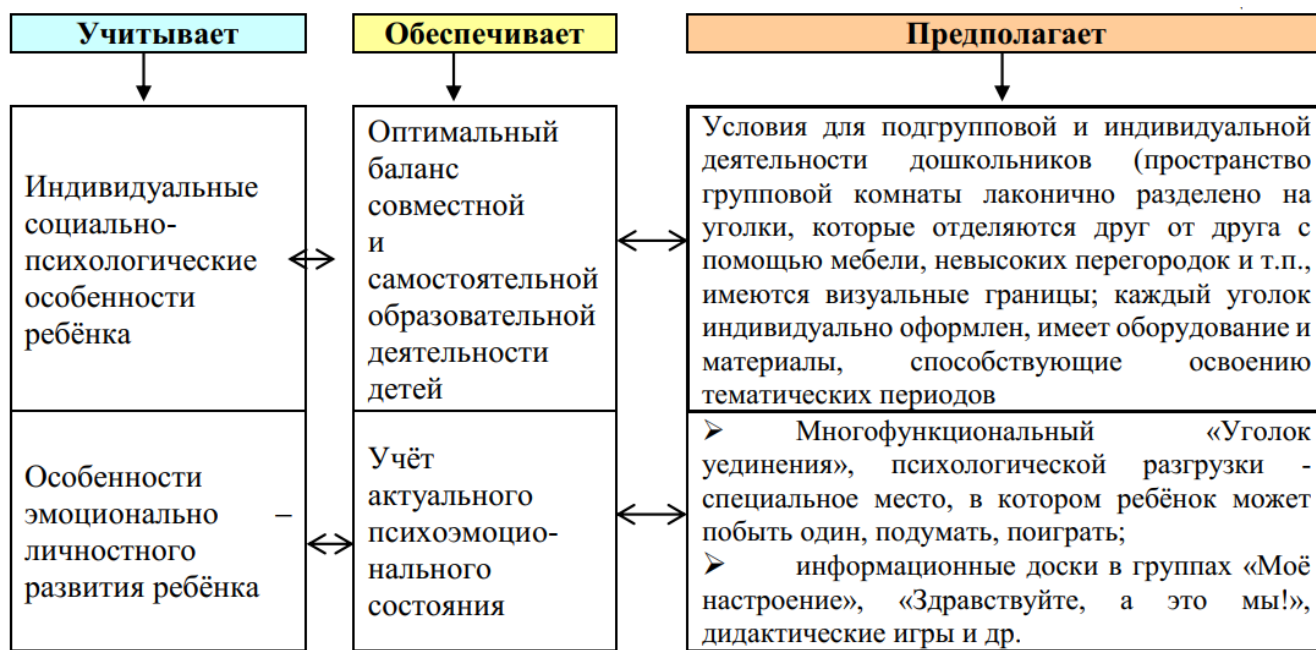 Учитывает
Обеспечивает
Предполагает
Индивидуальные
социально-
психологические
особенности
ребёнка
Оптимальный
баланс
совместной
и
самостоятельной
образовательной
деятельности
детей
Условия для подгрупповой и индивидуальной
деятельности дошкольников (пространство
групповой комнаты лаконично разделено на
уголки, которые отделяются друг от друга с
помощью мебели, невысоких перегородок и т.п.,
имеются визуальные границы; каждый уголок
индивидуально оформлен, имеет оборудование и
материалы, способствующие освоению
тематических периодов
Особенности
эмоционально –
личностного
развития ребёнка
Учёт
актуального
психоэмоцио-
нального
состояния
➢ Многофункциональный «Уголок
уединения», психологической разгрузки -
специальное место, в котором ребёнок может
побыть один, подумать, поиграть;
➢ информационные доски в группах «Моё
настроение», «Здравствуйте, а это мы!»,
дидактические игры и др.